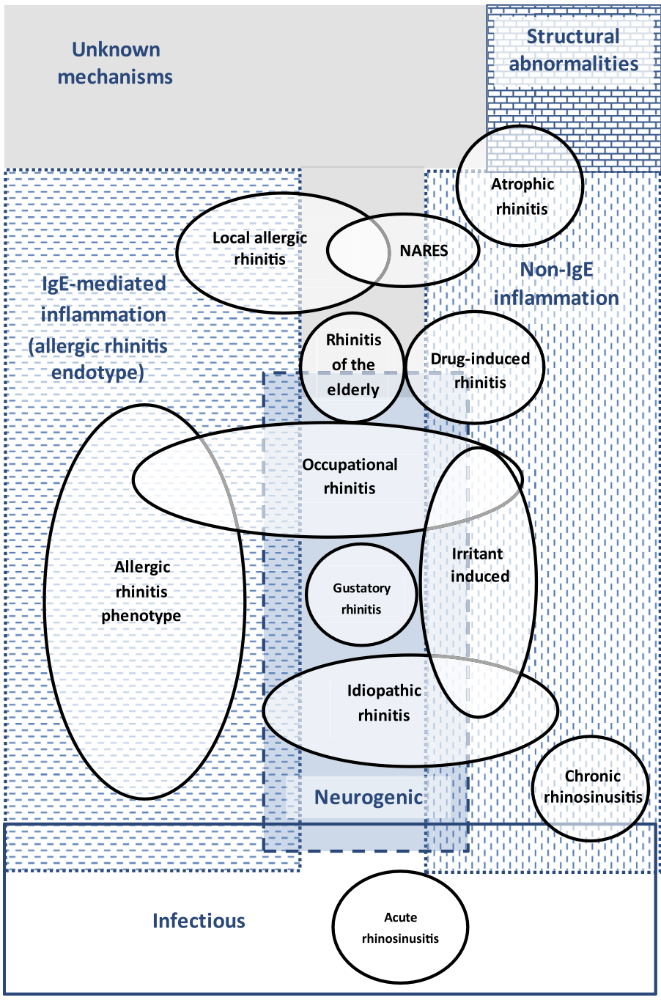 Unknown
mechanisms
Structural
abnormalities
Atrophic
rhinitis
Local allergic
rhinitis
NARES
Non-IgE
inflammation
IgE-mediated
inflammation
(allergic rhinitis
endotype)
Rhinitis
of the
elderly
Drug-induced
rhinitis
Occupational
rhinitis
Irritant
induced
Allergic
rhinitis
phenotype
Gustatory
rhinitis
Idiopathic
rhinitis
Chronic
rhinosinusitis
Neurogenic
Infectious
Acute
rhinosinusitis